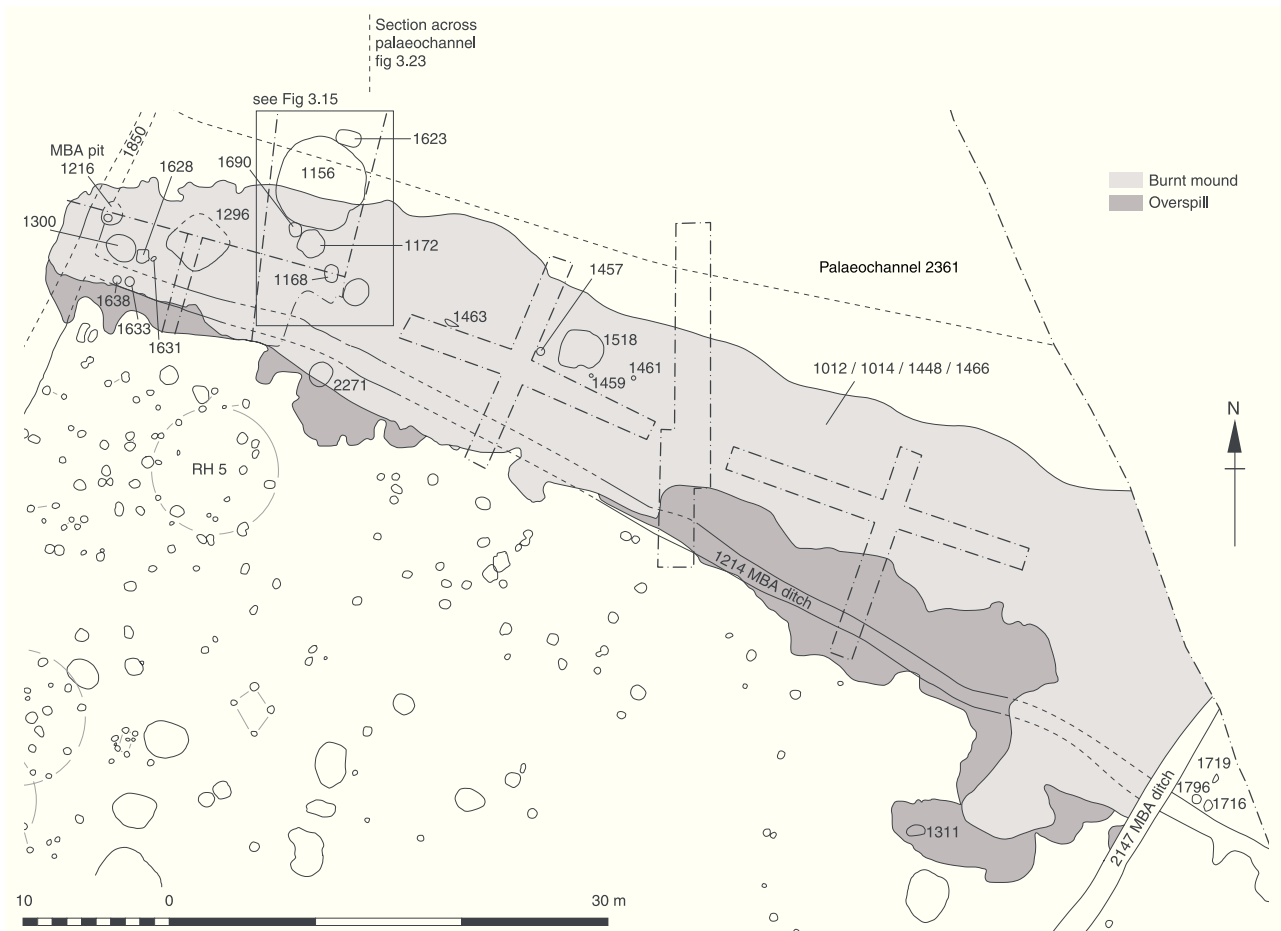 Section across
palaeochannel
fig 3.23
see Fig 3.15
1623
1850
MBA pit
1216
1628
1690
1156
Burnt mound
Overspill
1300
1296
1172
1168
1457
Palaeochannel 2361
1638
1633
1631
1463
1518
1461
1459
2271
1012 / 1014 / 1448 / 1466
N
RH 5
1214 MBA ditch
1719
1796
1716
2147 MBA ditch
1311
10 0 30 m